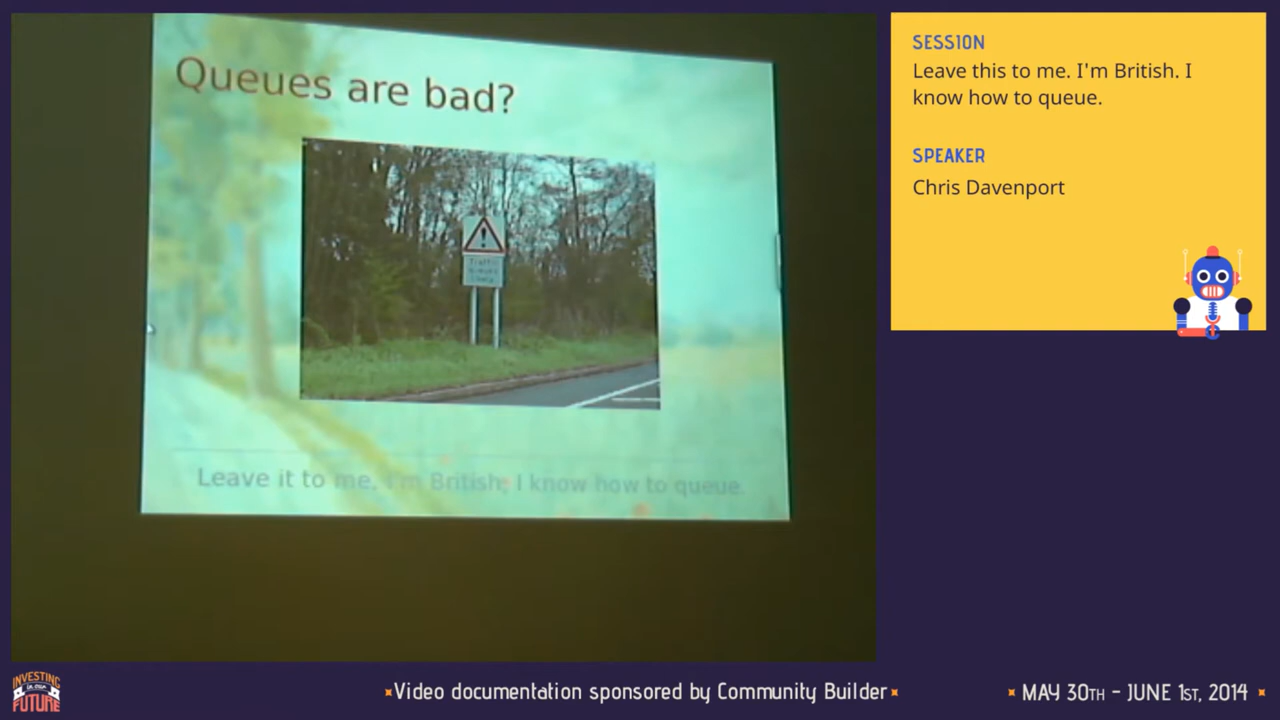 Queues are bad?
Leave it to me, I'm British; I know how to queue.
SESSION
Leave this to me. I'm British. I
know how to queue.
SPEAKER
Chris Davenport
INVESTING
IN OUR
FUTURE
Video documentation sponsored by Community Builder
MAY 30TH - JUNE 1ST, 2014